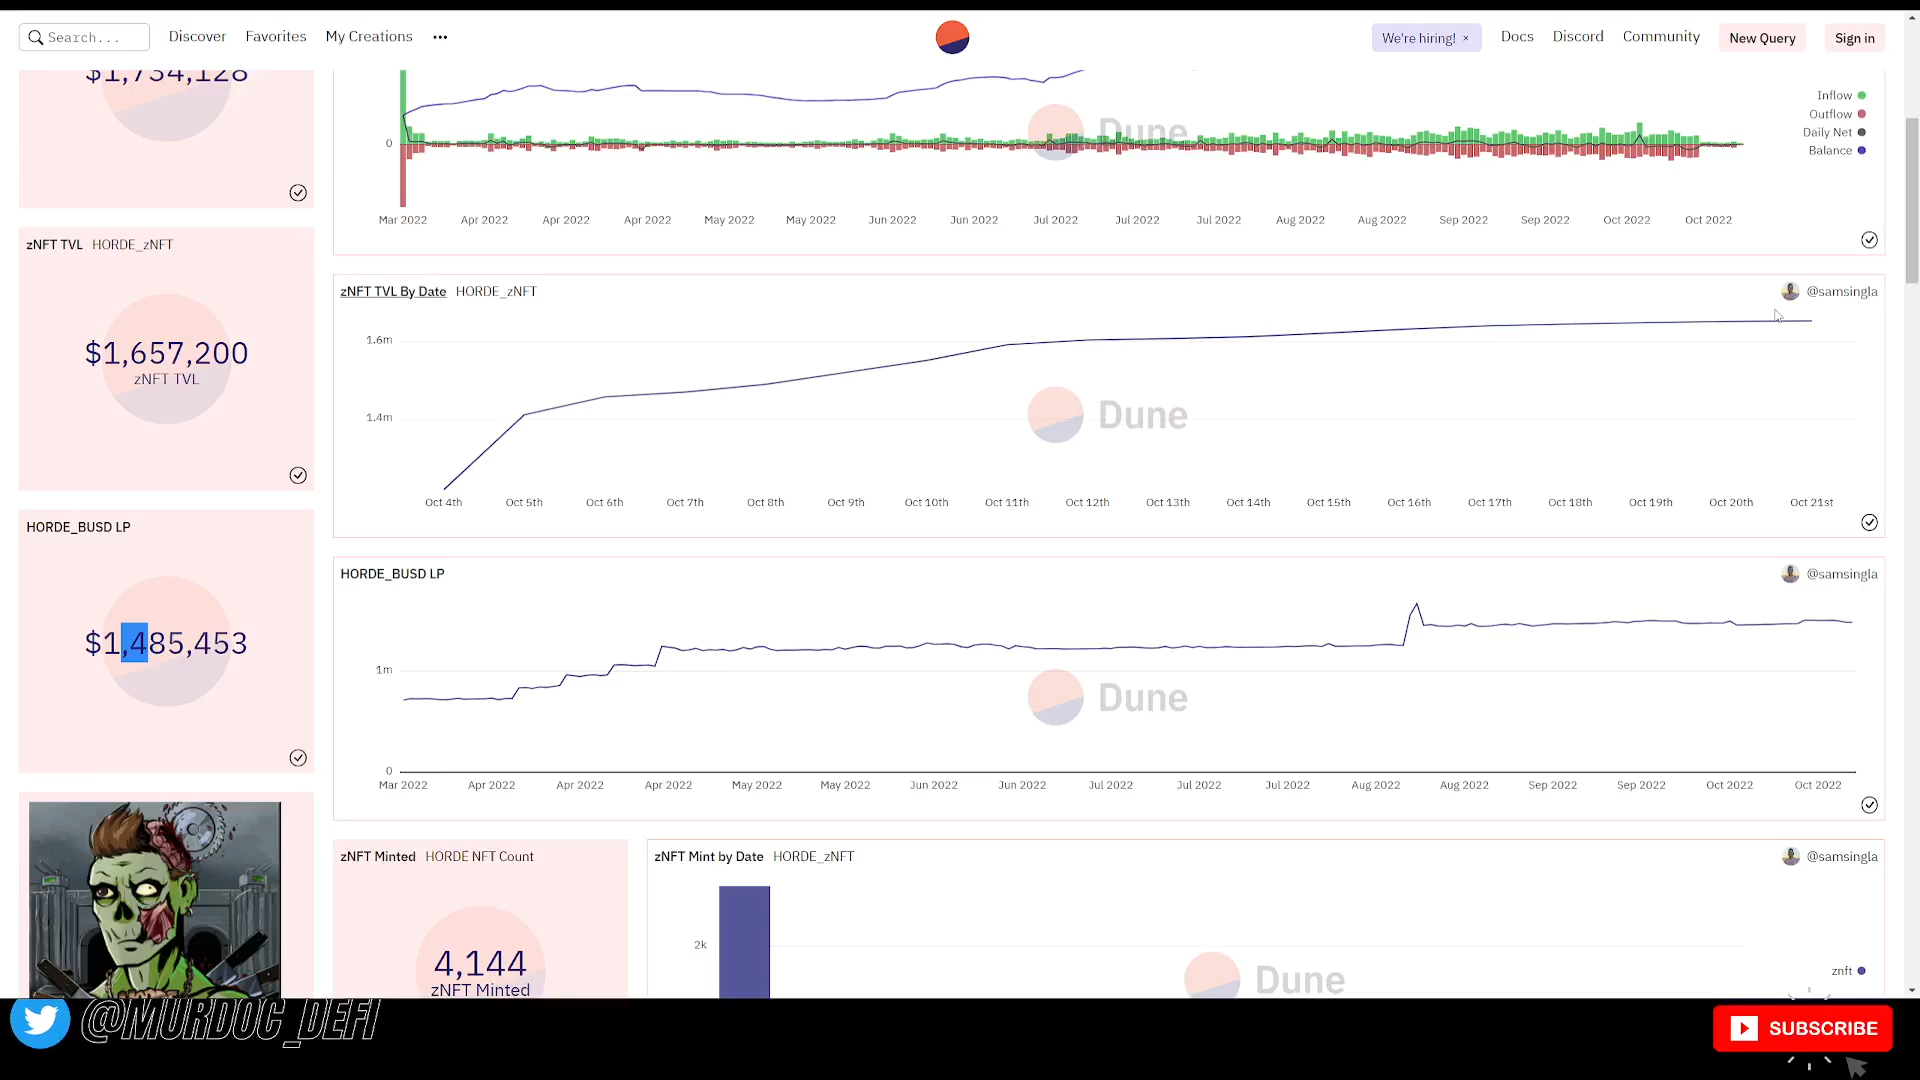 Search...
Discover
Favorites
My Creations
•••
We're hiring! ×
Docs
Discord
Community
New Query
Sign in
$1,734,128
Inflow
Outflow
Daily Net
Balance
0
Dune
Mar 2022 Apr 2022 Apr 2022 Apr 2022 May 2022 May 2022 Jun 2022 Jun 2022 Jul 2022 Jul 2022 Jul 2022 Aug 2022 Aug 2022 Sep 2022 Sep 2022 Oct 2022 Oct 2022
zNFT TVL HORDE_zNFT
$1,657,200
zNFT TVL
zNFT TVL By Date HORDE_zNFT
@samsingla
1.6m
1.4m
Dune
Oct 4th Oct 5th Oct 6th Oct 7th Oct 8th Oct 9th Oct 10th Oct 11th Oct 12th Oct 13th Oct 14th Oct 15th Oct 16th Oct 17th Oct 18th Oct 19th Oct 20th Oct 21st
HORDE_BUSD LP
$1,485,453
HORDE_BUSD LP
@samsingla
1m
0
Dune
Mar 2022 Apr 2022 Apr 2022 Apr 2022 May 2022 May 2022 Jun 2022 Jun 2022 Jul 2022 Jul 2022 Jul 2022 Aug 2022 Aug 2022 Sep 2022 Sep 2022 Oct 2022 Oct 2022
zNFT Minted HORDE NFT Count
4,144
zNFT Minted
zNFT Mint by Date HORDE_zNFT
@samsingla
2k
Dune
znft
@MURDOC_DEFI
SUBSCRIBE